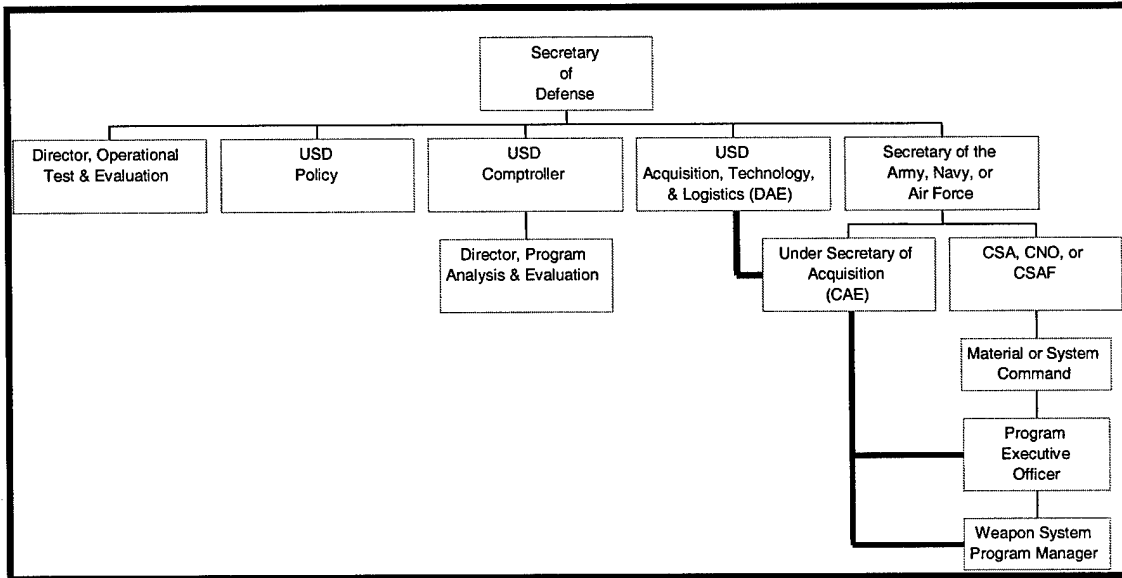 Secretary
of
Defense
Director, Operational
Test & Evaluation
USD
Policy
USD
Comptroller
USD
Acquisition, Technology,
& Logistics (DAE)
Secretary of the
Army, Navy, or
Air Force
Director, Program
Analysis & Evaluation
Under Secretary of
Acquisition
(CAE)
CSA, CNO, or
CSAF
Material or System
Command
Program
Executive
Officer
Weapon System
Program Manager